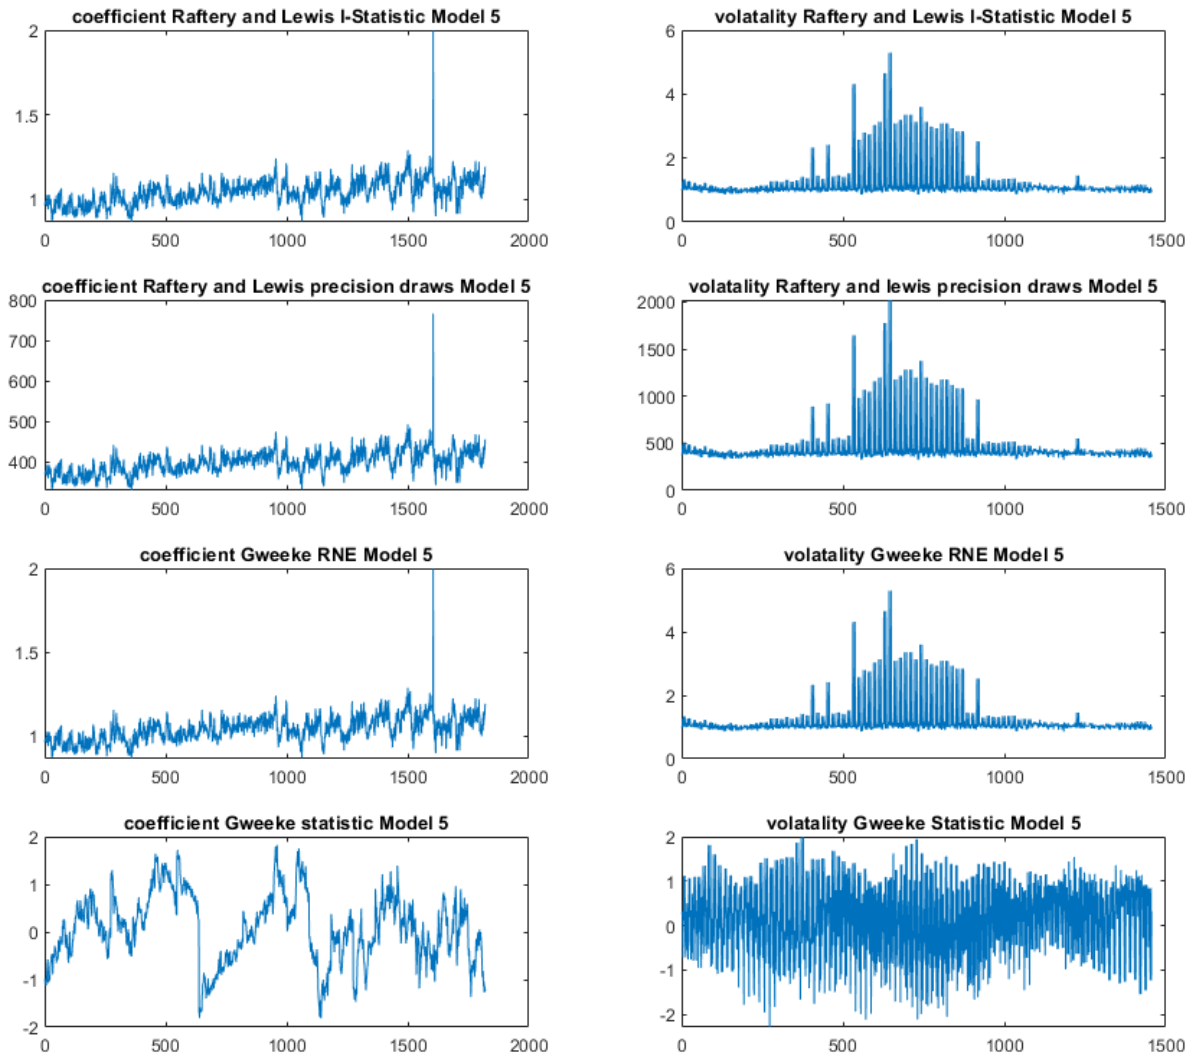 coefficient Raftery and Lewis I-Statistic Model 5
2
1.5
1
0 500 1000 1500 2000
volatality Raftery and Lewis I-Statistic Model 5
6
4
2
0
0 500 1000 1500
coefficient Raftery and Lewis precision draws Model 5
800
700
600
500
400
0 500 1000 1500 2000
volatality Raftery and lewis precision draws Model 5
2000
1500
1000
500
0
0 500 1000 1500
coefficient Gweeke RNE Model 5
2
1.5
1
0 500 1000 1500 2000
volatality Gweeke RNE Model 5
6
4
2
0
0 500 1000 1500
coefficient Gweeke statistic Model 5
2
1
0
-1
-2
0 500 1000 1500 2000
volatality Gweeke Statistic Model 5
2
1
0
-1
-2
0 500 1000 1500